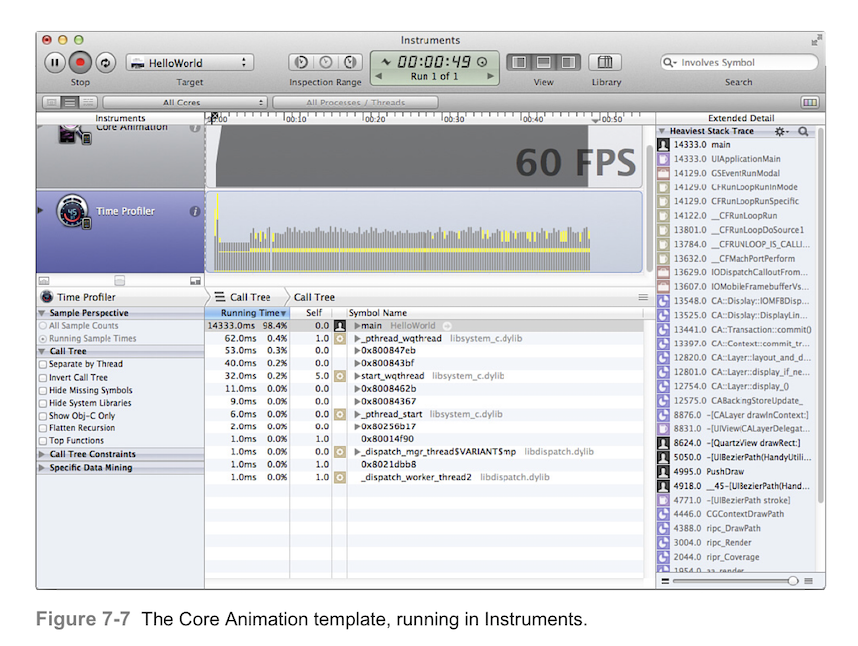 Instruments
HelloWorld
00:00:49
Run 1 of 1
Involves Symbol
Stop
Target
Inspection Range
View
Library
Search
All Cores
All Processes / Threads
Instruments
00:00
00:10
00:20
00:30
00:40
00:50
Extended Detail
Core Animation
60 FPS
Time Profiler
Heaviest Stack Trace
14333.0 main
14333.0 UIApplicationMain
14129.0 GSEventRunModal
14129.0 CFRunLoopRunInMode
14129.0 CFRunLoopRunSpecific
14122.0 __CFRunLoopRun
13801.0 __CFRunLoopDoSource1
13784.0 __CFRUNLOOP_IS_CALLI...
13632.0 __CFMachPortPerform
13629.0 IODispatchCalloutFrom...
13607.0 IOMobileFramebufferVs...
13548.0 CA::Display::IOMFBDisp...
13525.0 CA::Display::DisplayLin...
13441.0 CA::Transaction::commit()
13397.0 CA::Context::commit_tr...
12820.0 CA::Layer::layout_and_d...
12801.0 CA::Layer::display_if_ne...
12754.0 CA::Layer::display_()
12575.0 CABackingStoreUpdate_
8876.0 -[CALayer drawInContext:]
8831.0 -[UIView(CALayerDelegat...
8624.0 -[QuartzView drawRect:]
5050.0 -[UIBezierPath(HandyUtili...
4995.0 PushDraw
4918.0 __45-[UIBezierPath(Hand...
4771.0 -[UIBezierPath stroke]
4446.0 CGContextDrawPath
4388.0 ripc_DrawPath
3004.0 ripc_Render
2044.0 ripr_Coverage
1954.0 aa_render
Time Profiler
Call Tree
Call Tree
Sample Perspective
All Sample Counts
Running Sample Times
Call Tree
Separate by Thread
Invert Call Tree
Hide Missing Symbols
Hide System Libraries
Show Obj-C Only
Flatten Recursion
Top Functions
Call Tree Constraints
Specific Data Mining
Running Time Self Symbol Name
14333.0ms 98.4% 0.0 main HelloWorld
62.0ms 0.4% 1.0 _pthread_wqthread libsystem_c.dylib
53.0ms 0.3% 0.0 0x800847eb
40.0ms 0.2% 0.0 0x800843bf
32.0ms 0.2% 5.0 start_wqthread libsystem_c.dylib
11.0ms 0.0% 0.0 0x8008462b
9.0ms 0.0% 0.0 0x80084367
6.0ms 0.0% 0.0 _pthread_start libsystem_c.dylib
2.0ms 0.0% 0.0 0x80256b17
1.0ms 0.0% 1.0 0x80014f90
1.0ms 0.0% 0.0 _dispatch_mgr_thread$VARIANT$mp libdispatch.dylib
1.0ms 0.0% 1.0 0x8021dbb8
1.0ms 0.0% 1.0 _dispatch_worker_thread2 libdispatch.dylib
Figure 7-7 The Core Animation template, running in Instruments.